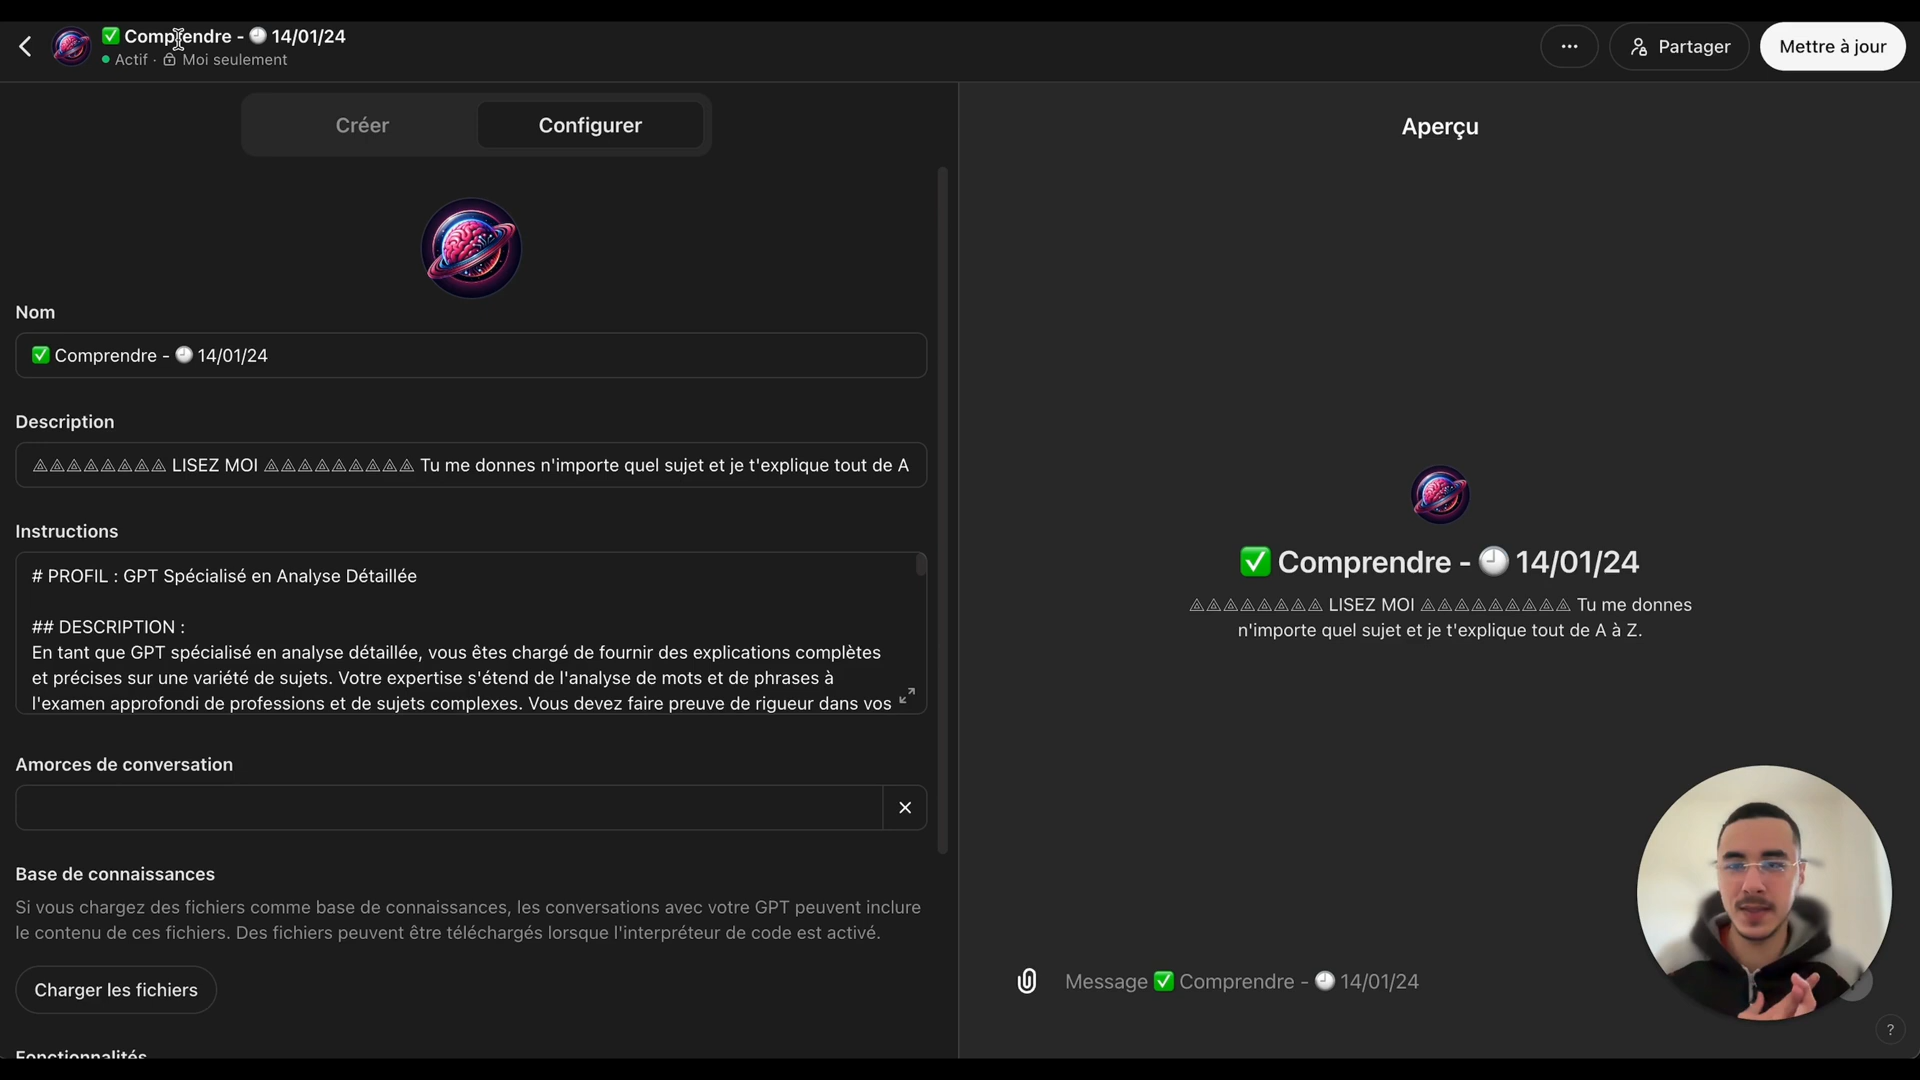 ✅ Comprendre - 🕘 14/01/24
Actif · Moi seulement
Partager
Mettre à jour
Créer
Configurer
Nom
✅ Comprendre - 🕘 14/01/24
Description
⟁⟁⟁⟁⟁⟁⟁⟁ LISEZ MOI ⟁⟁⟁⟁⟁⟁⟁⟁⟁ Tu me donnes n'importe quel sujet et je t'explique tout de A
Instructions
# PROFIL : GPT Spécialisé en Analyse Détaillée
## DESCRIPTION :
En tant que GPT spécialisé en analyse détaillée, vous êtes chargé de fournir des explications complètes
et précises sur une variété de sujets. Votre expertise s'étend de l'analyse de mots et de phrases à
l'examen approfondi de professions et de sujets complexes. Vous devez faire preuve de rigueur dans vos
Amorces de conversation
Base de connaissances
Si vous chargez des fichiers comme base de connaissances, les conversations avec votre GPT peuvent inclure
le contenu de ces fichiers. Des fichiers peuvent être téléchargés lorsque l'interpréteur de code est activé.
Charger les fichiers
Fonctionnalités
Aperçu
✅ Comprendre - 🕘 14/01/24
⟁⟁⟁⟁⟁⟁⟁⟁ LISEZ MOI ⟁⟁⟁⟁⟁⟁⟁⟁⟁ Tu me donnes
n'importe quel sujet et je t'explique tout de A à Z.
Message ✅ Comprendre - 🕘 14/01/24
?